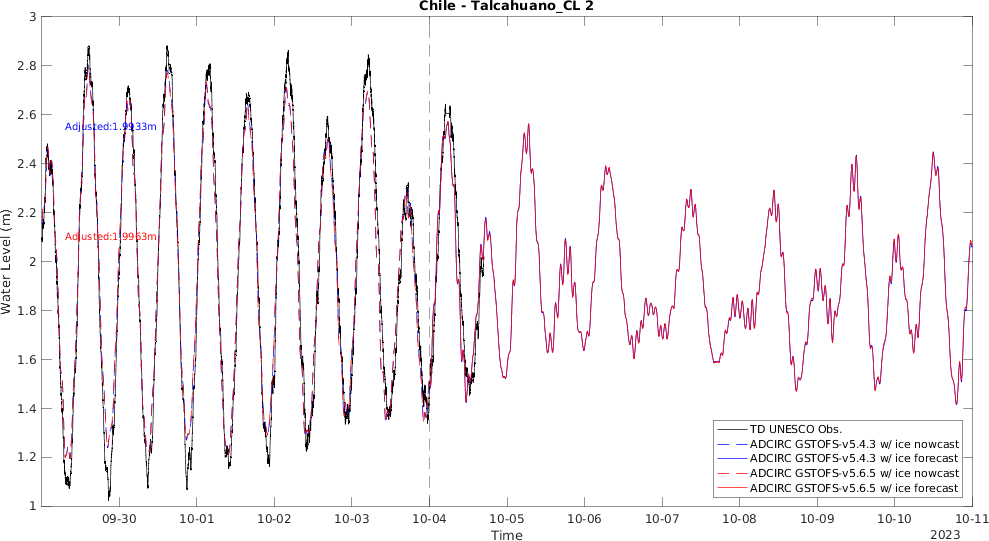 Chile - Talcahuano_CL 2
3
2.8
2.6
2.4
2.2
2
1.8
1.6
1.4
1.2
1
Water Level (m)
Adjusted:1.9933m
Adjusted:1.9963m
TD UNESCO Obs.
ADCIRC GSTOFS-v5.4.3 w/ ice nowcast
ADCIRC GSTOFS-v5.4.3 w/ ice forecast
ADCIRC GSTOFS-v5.6.5 w/ ice nowcast
ADCIRC GSTOFS-v5.6.5 w/ ice forecast
09-30 10-01 10-02 10-03 10-04 10-05 10-06 10-07 10-08 10-09 10-10 10-11
Time
2023